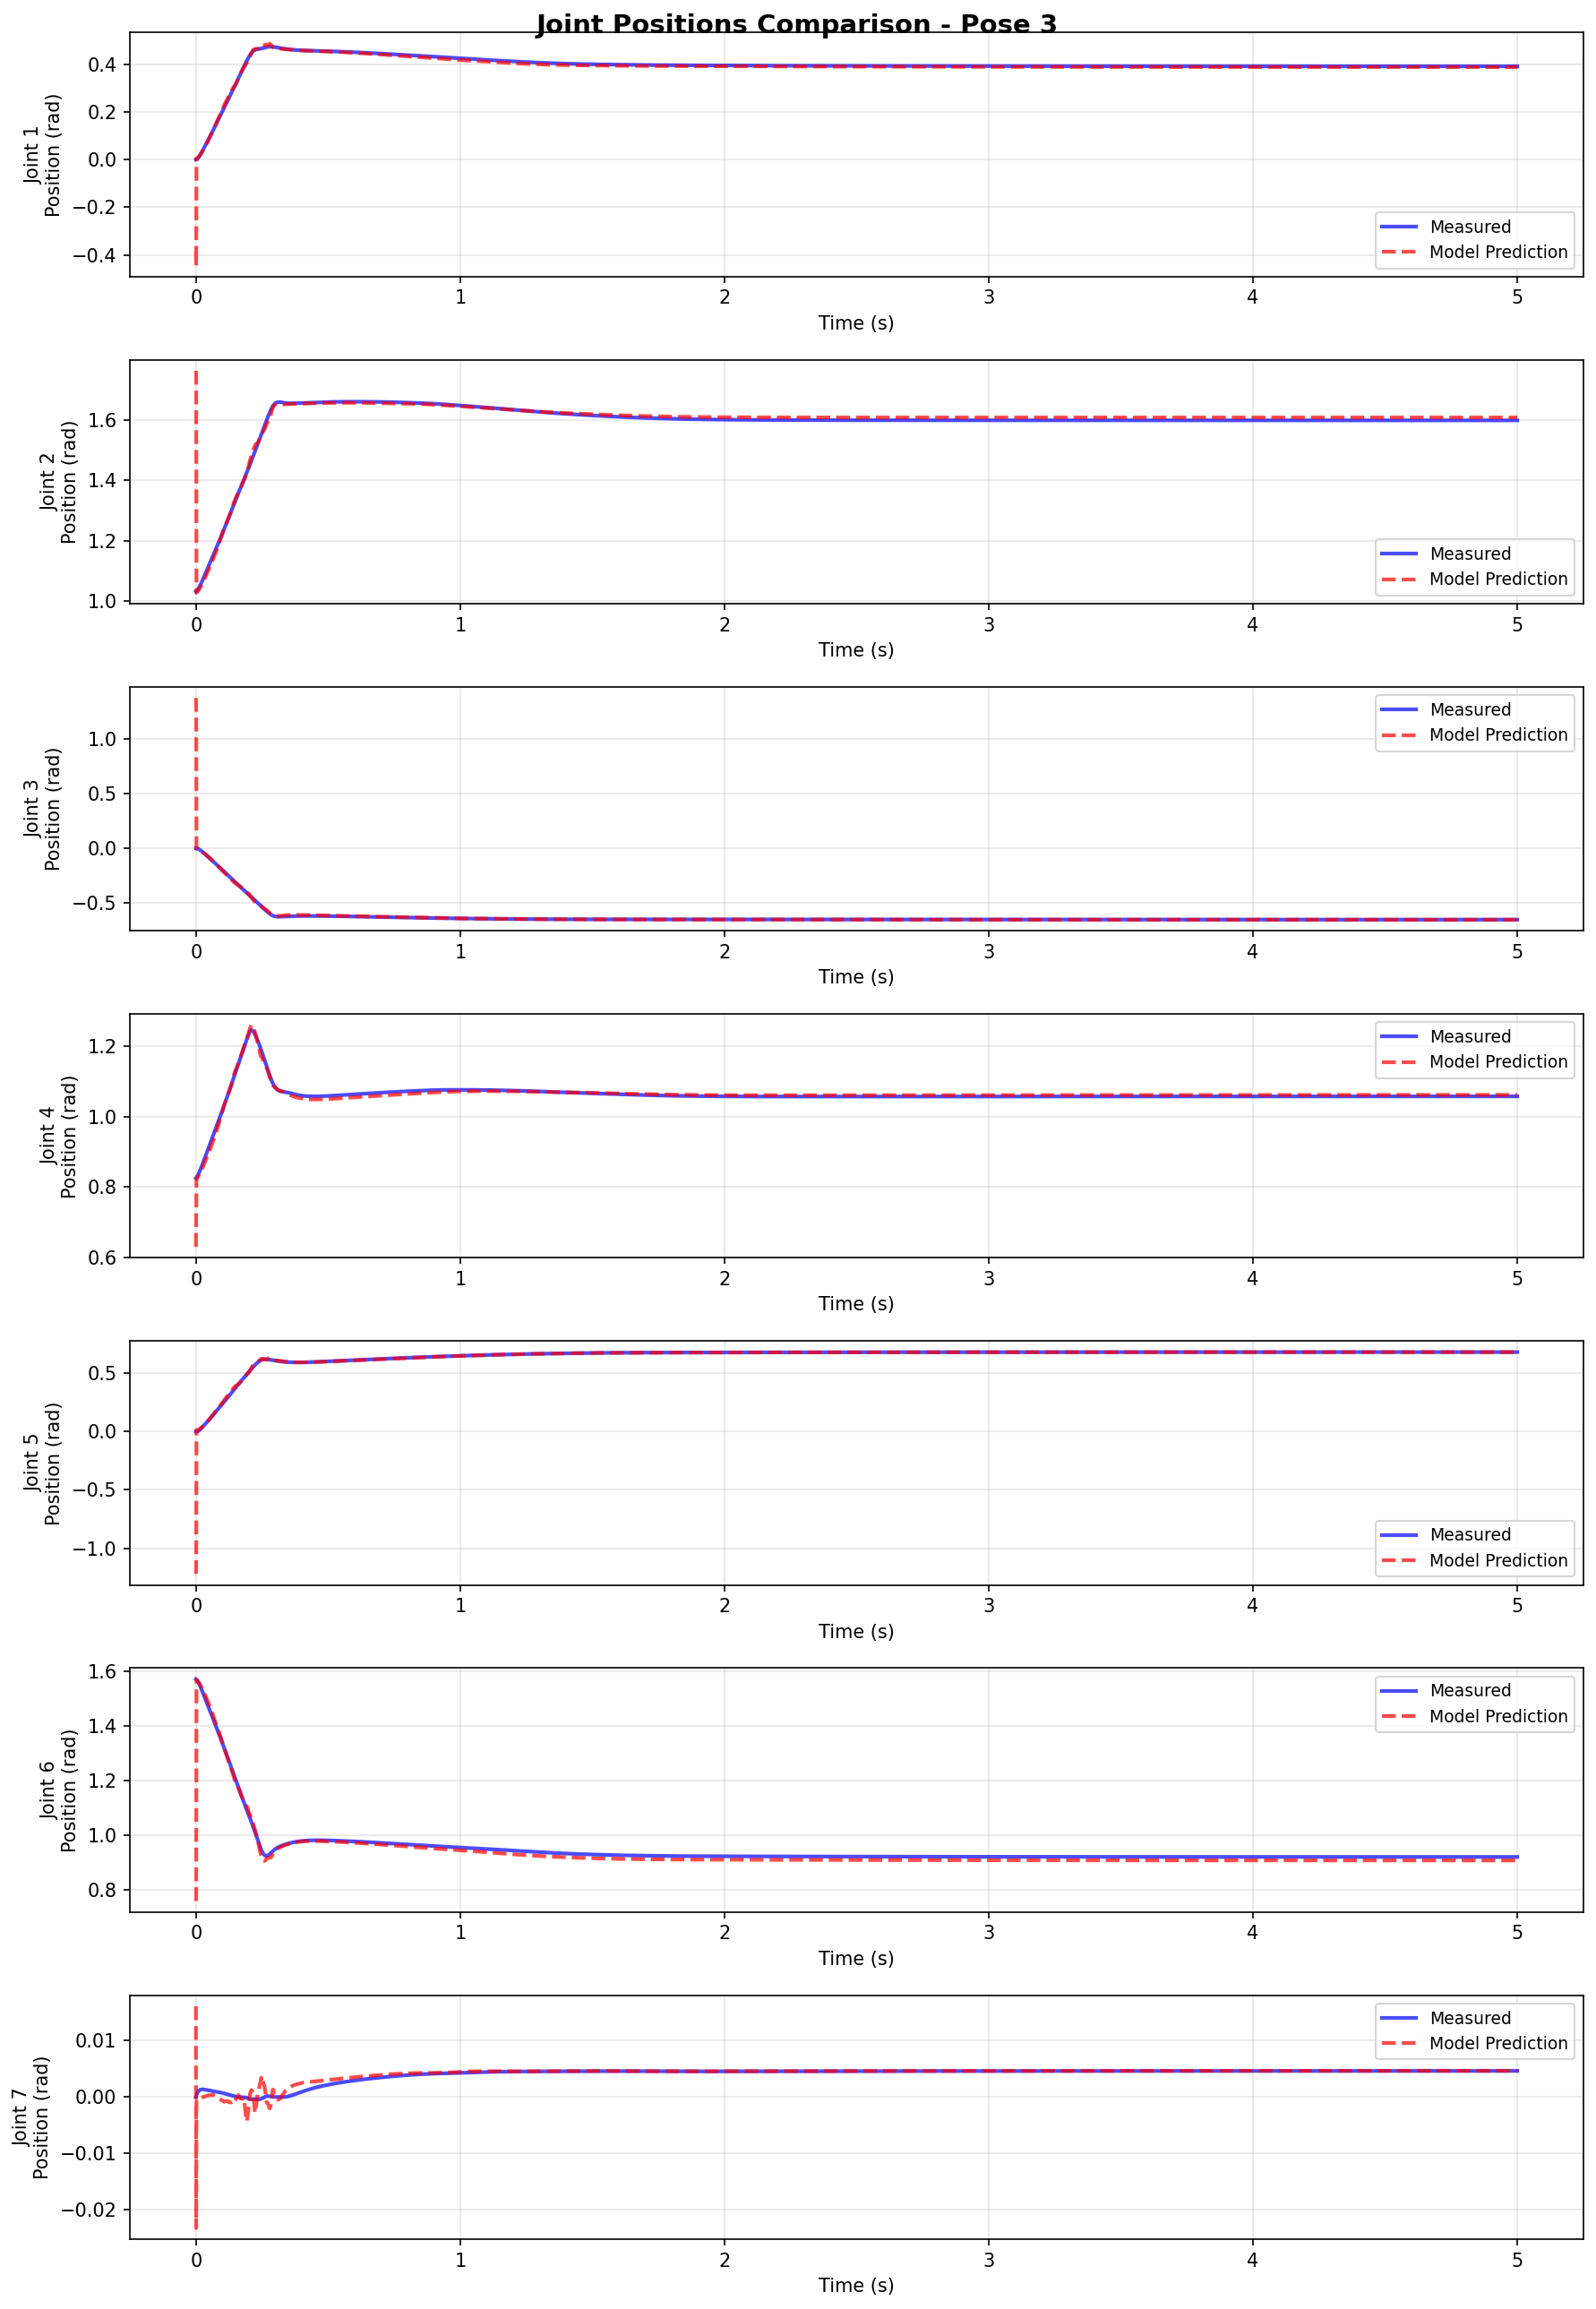 Joint Positions Comparison - Pose 3
Joint 1
Position (rad)
0.4
0.2
0.0
−0.2
−0.4
Measured
Model Prediction
0 1 2 3 4 5
Time (s)
Joint 2
Position (rad)
1.6
1.4
1.2
1.0
Measured
Model Prediction
0 1 2 3 4 5
Time (s)
Joint 3
Position (rad)
1.0
0.5
0.0
−0.5
Measured
Model Prediction
0 1 2 3 4 5
Time (s)
Joint 4
Position (rad)
1.2
1.0
0.8
0.6
Measured
Model Prediction
0 1 2 3 4 5
Time (s)
Joint 5
Position (rad)
0.5
0.0
−0.5
−1.0
Measured
Model Prediction
0 1 2 3 4 5
Time (s)
Joint 6
Position (rad)
1.6
1.4
1.2
1.0
0.8
Measured
Model Prediction
0 1 2 3 4 5
Time (s)
Joint 7
Position (rad)
0.01
0.00
−0.01
−0.02
Measured
Model Prediction
0 1 2 3 4 5
Time (s)